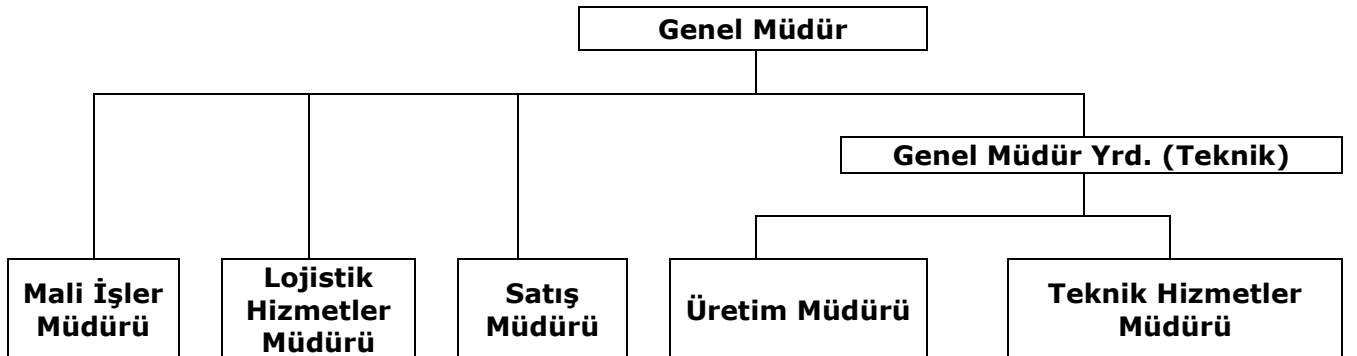 Genel Müdür
Genel Müdür Yrd. (Teknik)
Mali İşler
Müdürü
Lojistik
Hizmetler
Müdürü
Satış
Müdürü
Üretim Müdürü
Teknik Hizmetler
Müdürü